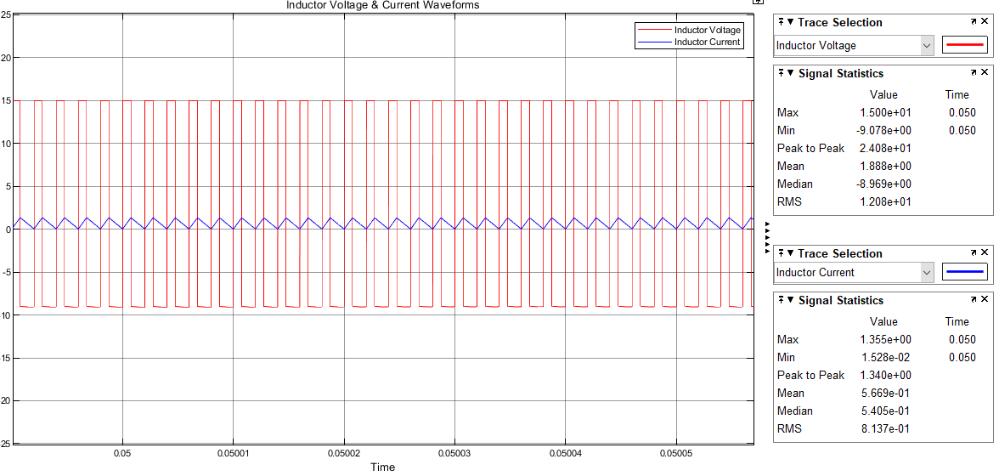 Inductor Voltage & Current Waveforms
25
20
15
10
5
0
-5
10
15
20
25
0.05
0.05001
0.05002
0.05003
0.05004
0.05005
Time
Inductor Voltage
Inductor Current
Trace Selection
Inductor Voltage
Signal Statistics
Value Time
Max 1.500e+01 0.050
Min -9.078e+00 0.050
Peak to Peak 2.408e+01
Mean 1.888e+00
Median -8.969e+00
RMS 1.208e+01
Trace Selection
Inductor Current
Signal Statistics
Value Time
Max 1.355e+00 0.050
Min 1.528e-02 0.050
Peak to Peak 1.340e+00
Mean 5.669e-01
Median 5.405e-01
RMS 8.137e-01